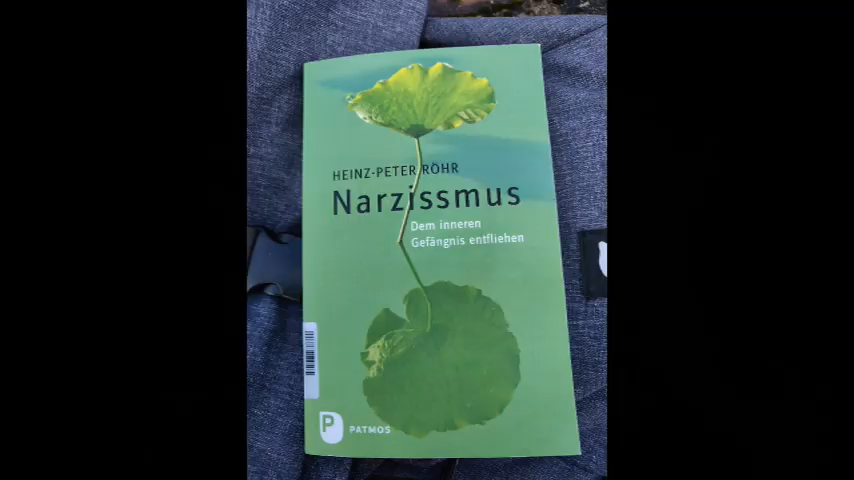 HEINZ-PETER RÖHR
Narzissmus
Dem inneren
Gefängnis entfliehen
P
PATMOS